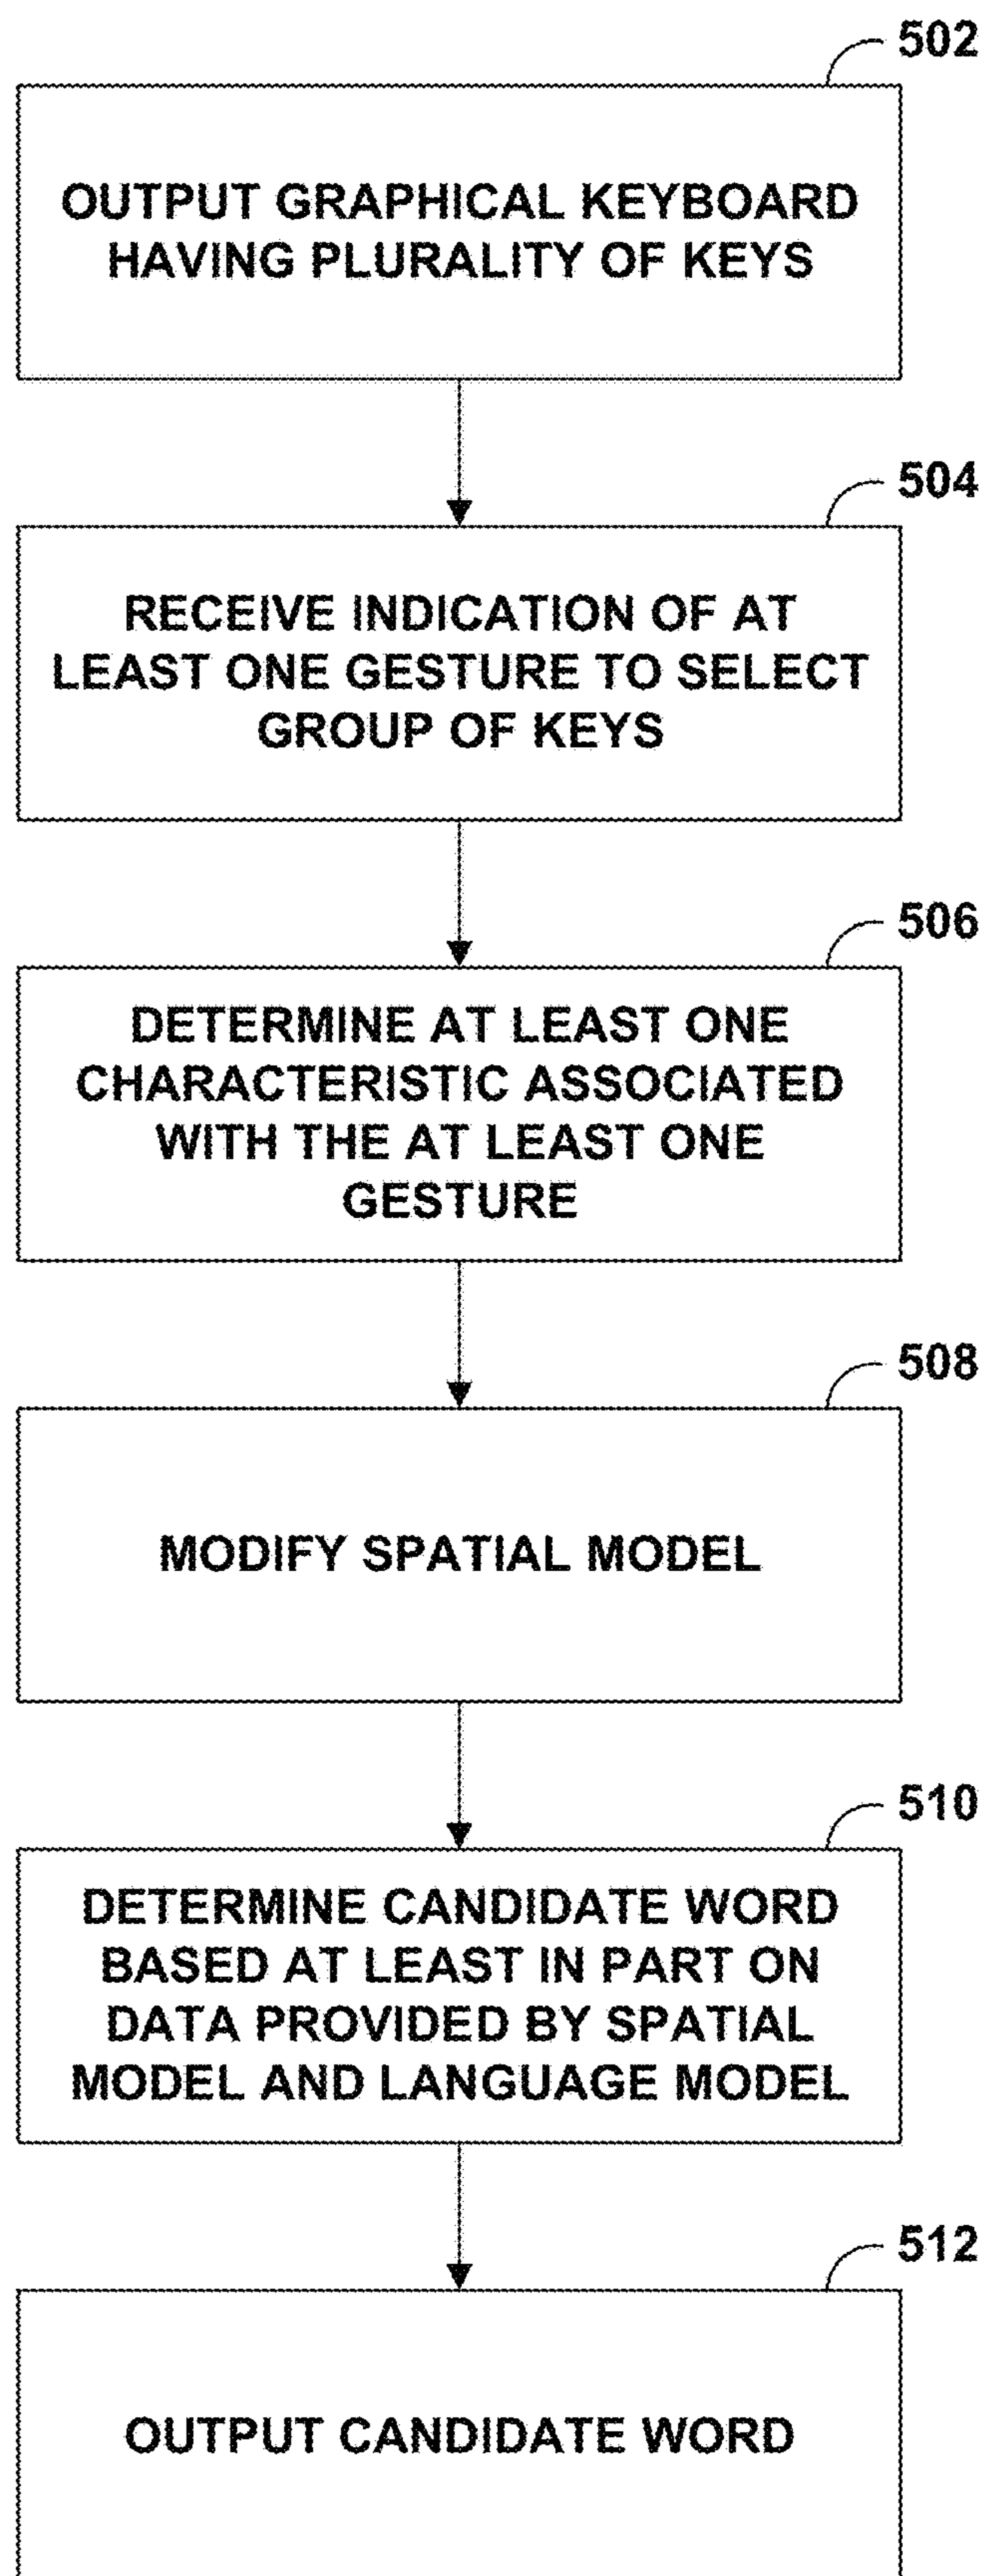 502
OUTPUT GRAPHICAL KEYBOARD
HAVING PLURALITY OF KEYS
504
RECEIVE INDICATION OF AT
LEAST ONE GESTURE TO SELECT
GROUP OF KEYS
506
DETERMINE AT LEAST ONE
CHARACTERISTIC ASSOCIATED
WITH THE AT LEAST ONE
GESTURE
508
MODIFY SPATIAL MODEL
510
DETERMINE CANDIDATE WORD
BASED AT LEAST IN PART ON
DATA PROVIDED BY SPATIAL
MODEL AND LANGUAGE MODEL
512
OUTPUT CANDIDATE WORD